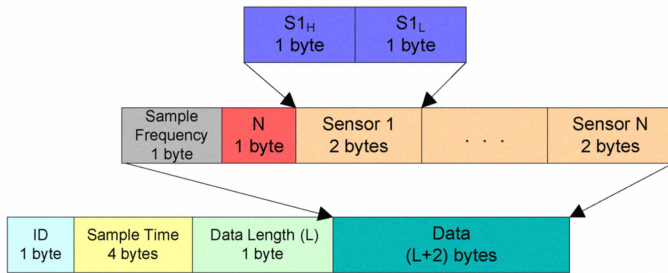 S1H S1L
1 byte 1 byte
Sample
Frequency
1 byte
N
1 byte
Sensor 1
2 bytes
. . .
Sensor N
2 bytes
ID
1 byte
Sample Time
4 bytes
Data Length (L)
1 byte
Data
(L+2) bytes